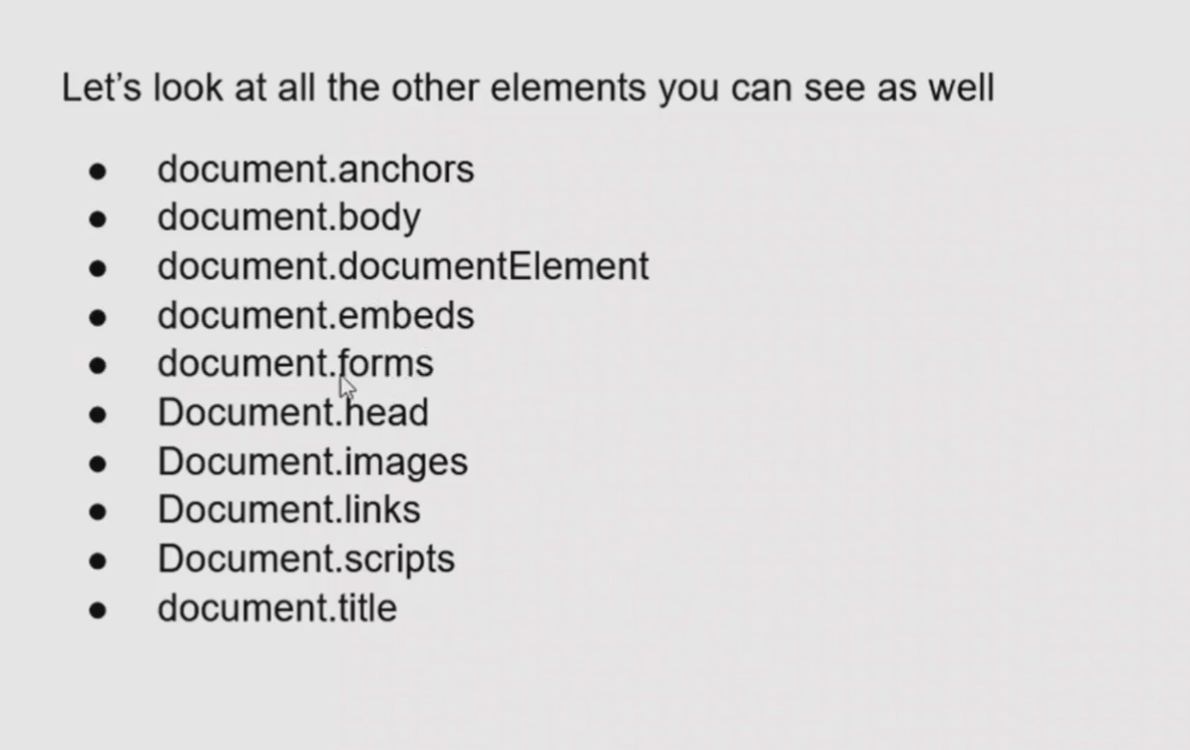 Let’s look at all the other elements you can see as well
● document.anchors
● document.body
● document.documentElement
● document.embeds
● document.forms
● Document.head
● Document.images
● Document.links
● Document.scripts
● document.title